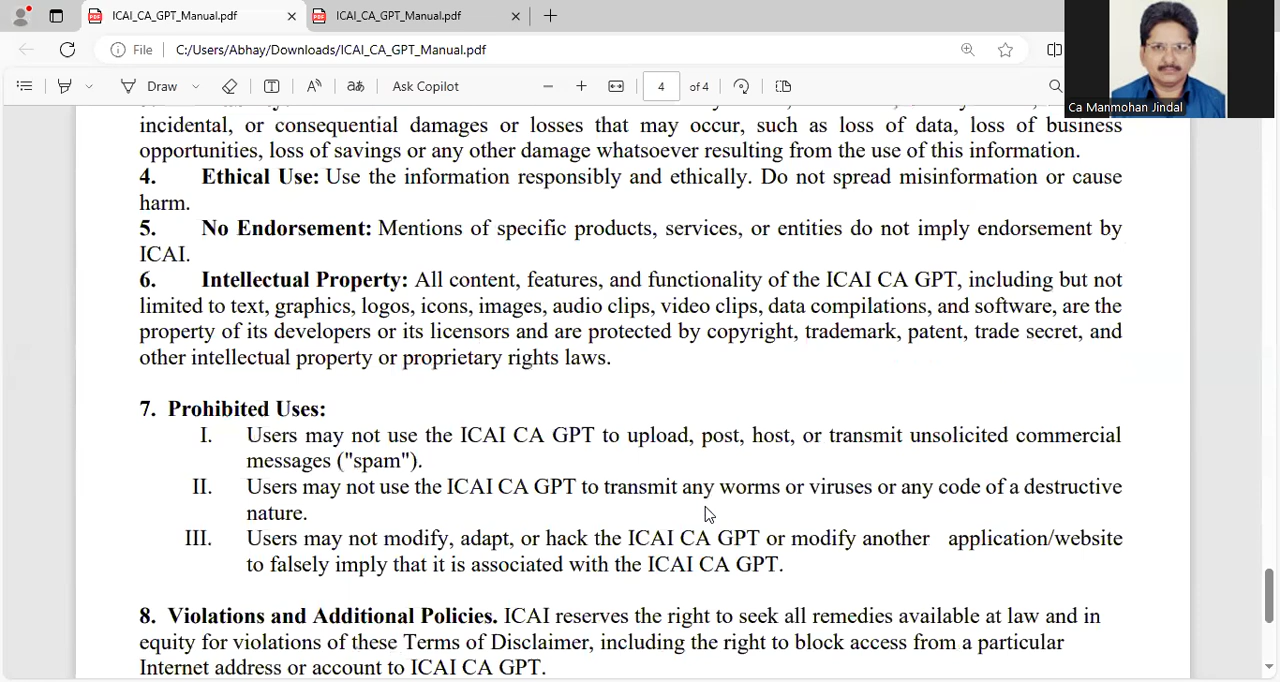 ICAI_CA_GPT_Manual.pdf
ICAI_CA_GPT_Manual.pdf
File
C:/Users/Abhay/Downloads/ICAI_CA_GPT_Manual.pdf
Draw
aあ
Ask Copilot
4 of 4
Ca Manmohan Jindal
incidental, or consequential damages or losses that may occur, such as loss of data, loss of business
opportunities, loss of savings or any other damage whatsoever resulting from the use of this information.
4. Ethical Use: Use the information responsibly and ethically. Do not spread misinformation or cause
harm.
5. No Endorsement: Mentions of specific products, services, or entities do not imply endorsement by
ICAI.
6. Intellectual Property: All content, features, and functionality of the ICAI CA GPT, including but not
limited to text, graphics, logos, icons, images, audio clips, video clips, data compilations, and software, are the
property of its developers or its licensors and are protected by copyright, trademark, patent, trade secret, and
other intellectual property or proprietary rights laws.
7. Prohibited Uses:
I. Users may not use the ICAI CA GPT to upload, post, host, or transmit unsolicited commercial
messages ("spam").
II. Users may not use the ICAI CA GPT to transmit any worms or viruses or any code of a destructive
nature.
III. Users may not modify, adapt, or hack the ICAI CA GPT or modify another application/website
to falsely imply that it is associated with the ICAI CA GPT.
8. Violations and Additional Policies. ICAI reserves the right to seek all remedies available at law and in
equity for violations of these Terms of Disclaimer, including the right to block access from a particular
Internet address or account to ICAI CA GPT.